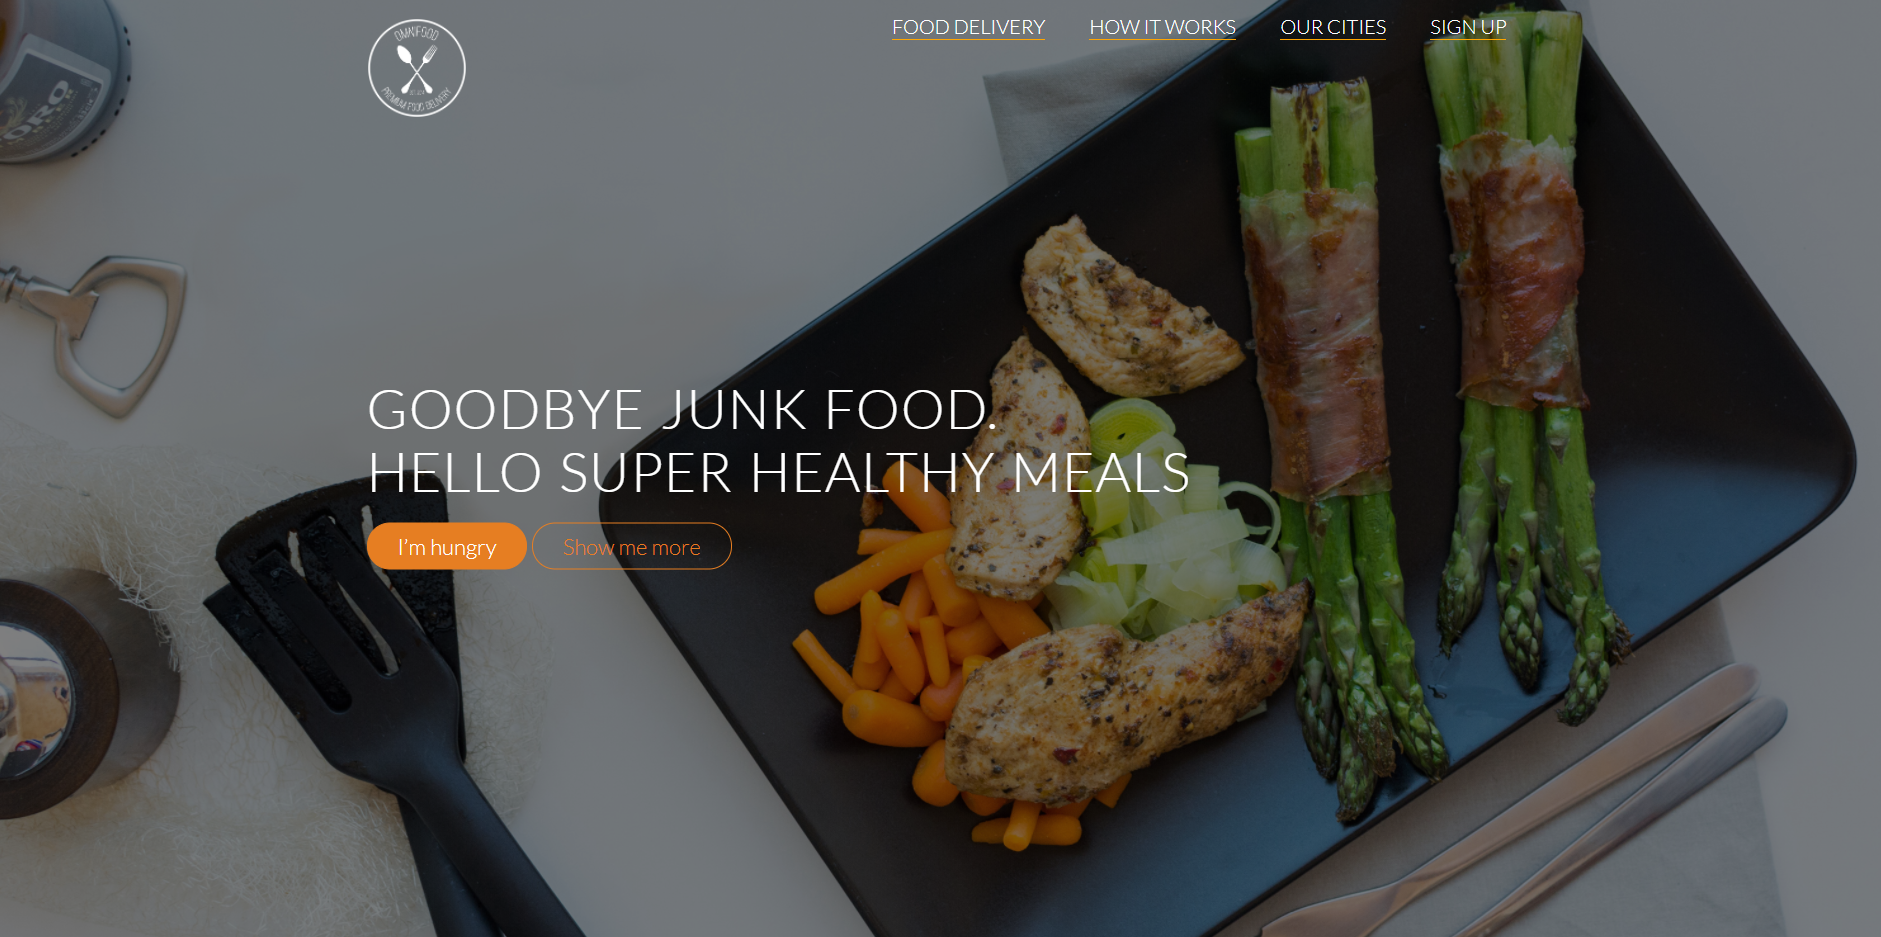 OMNIFOOD
PREMIUM FOOD DELIVERY
FOOD DELIVERY
HOW IT WORKS
OUR CITIES
SIGN UP
GOODBYE JUNK FOOD.
HELLO SUPER HEALTHY MEALS
I'm hungry
Show me more
ORO